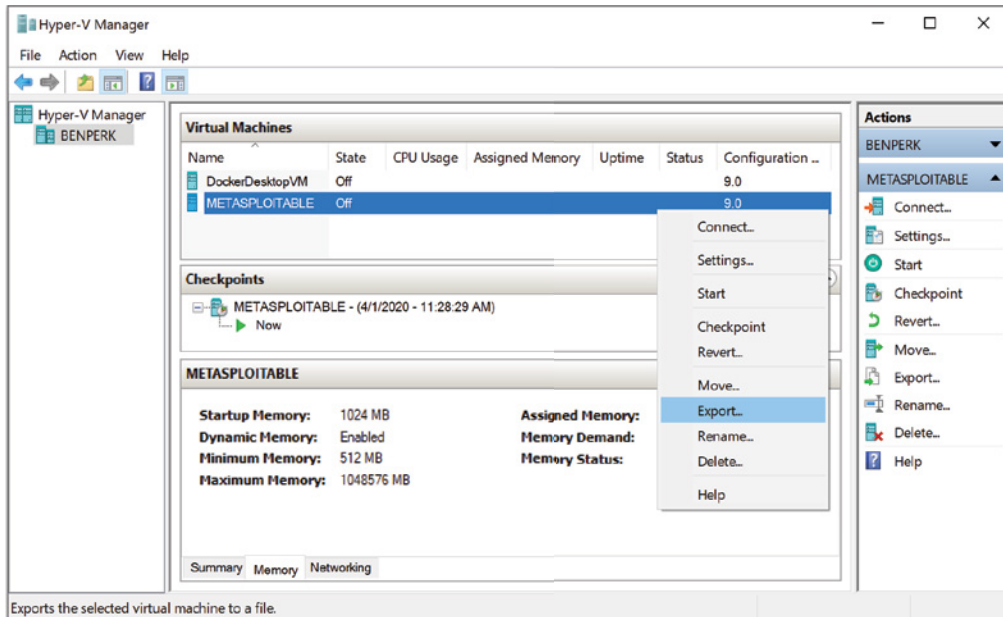 Hyper-V Manager
File Action View Help
Hyper-V Manager
BENPERK
Virtual Machines
Name State CPU Usage Assigned Memory Uptime Status Configuration ...
DockerDesktopVM Off 9.0
METASPLOITABLE Off 9.0
Checkpoints
METASPLOITABLE - (4/1/2020 - 11:28:29 AM)
Now
METASPLOITABLE
Startup Memory: 1024 MB
Dynamic Memory: Enabled
Minimum Memory: 512 MB
Maximum Memory: 1048576 MB
Assigned Memory:
Memory Demand:
Memory Status:
Summary Memory Networking
Connect...
Settings...
Start
Checkpoint
Revert...
Move...
Export...
Rename...
Delete...
Help
Actions
BENPERK
METASPLOITABLE
Connect...
Settings...
Start
Checkpoint
Revert...
Move...
Export...
Rename...
Delete...
Help
Exports the selected virtual machine to a file.